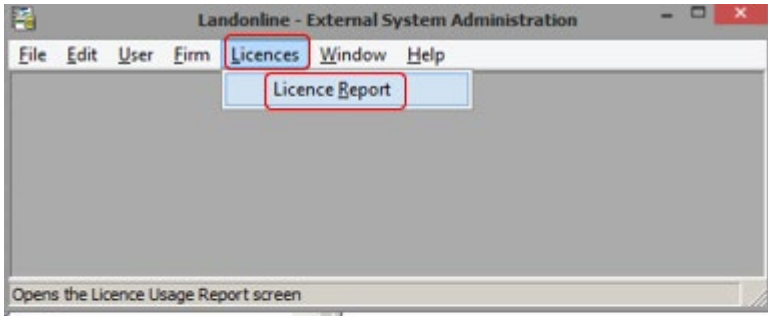 Landonline - External System Administration
File Edit User Firm Licences Window Help
Licence Report
Opens the Licence Usage Report screen